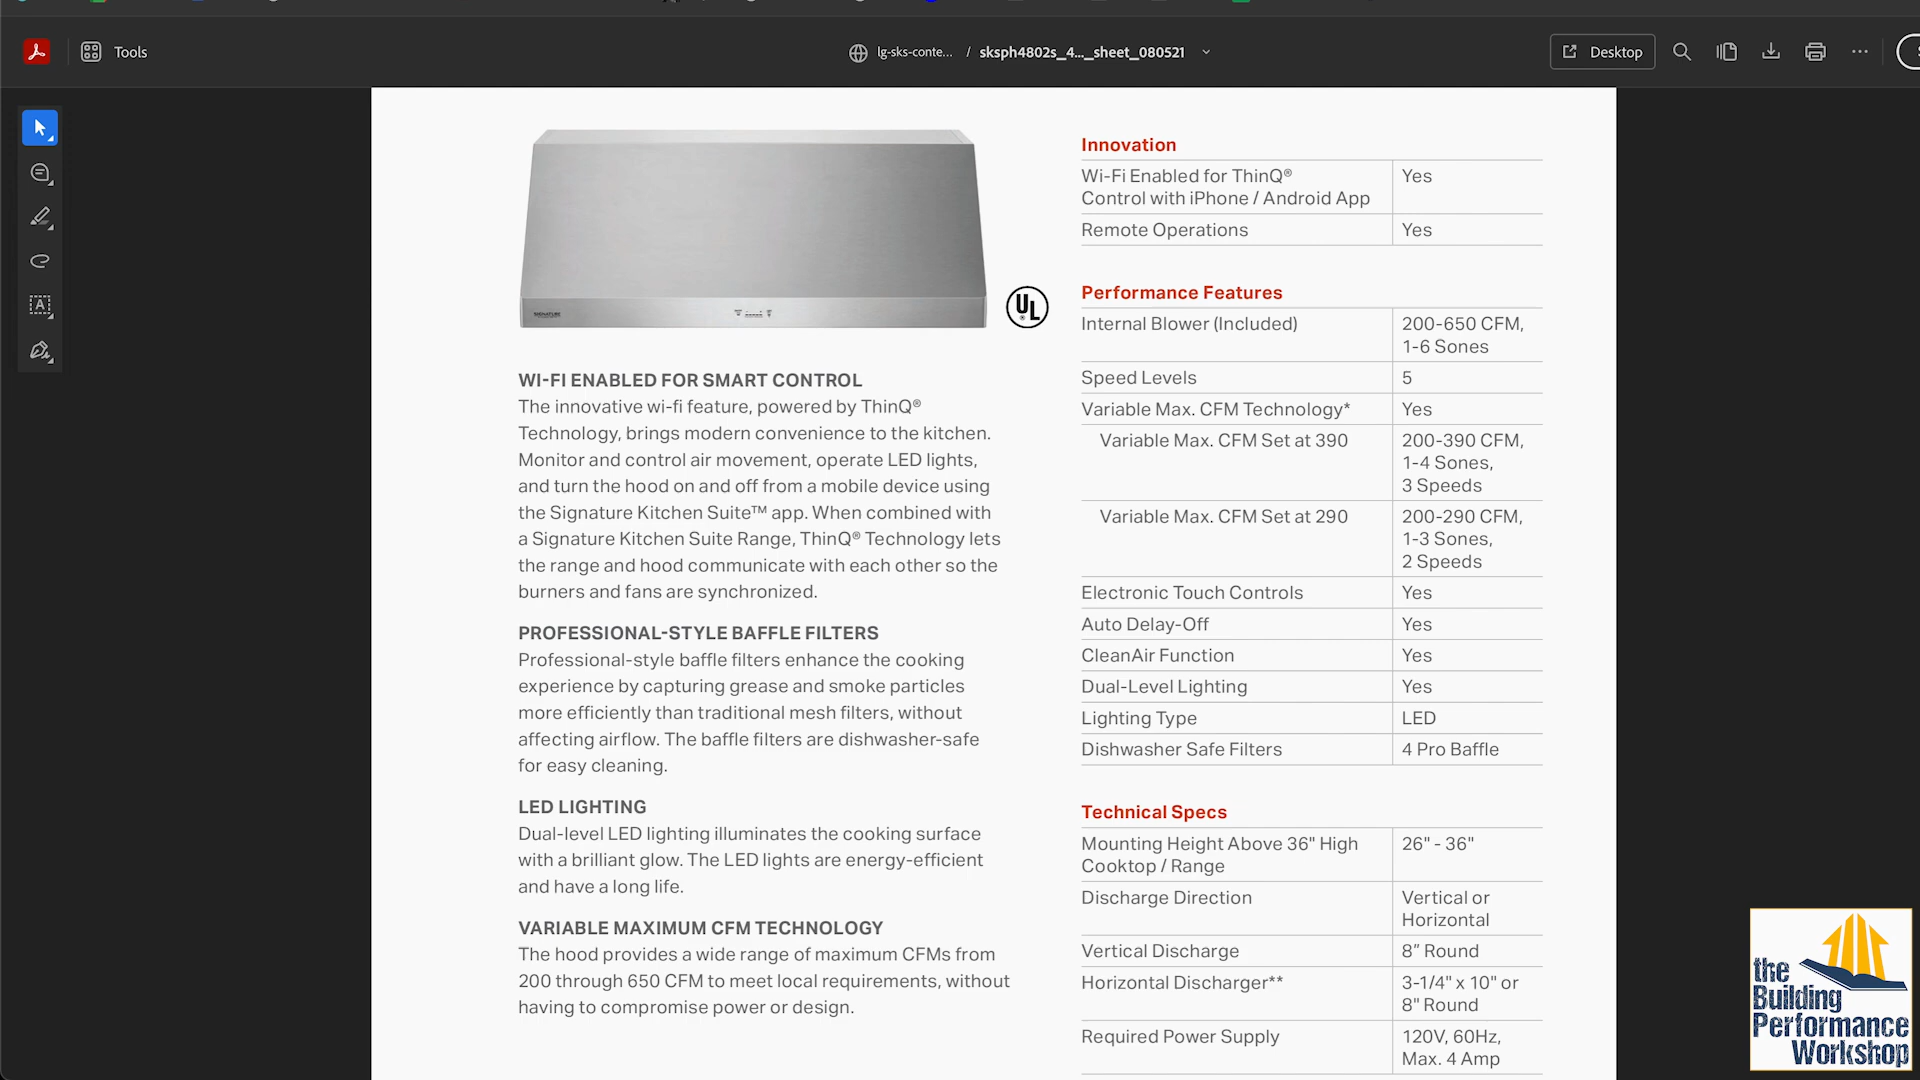 Tools
lg-sks-conte... / sksph4802s_4..._sheet_080521
Desktop
SIGNATURE
UL
WI-FI ENABLED FOR SMART CONTROL
The innovative wi-fi feature, powered by ThinQ®
Technology, brings modern convenience to the kitchen.
Monitor and control air movement, operate LED lights,
and turn the hood on and off from a mobile device using
the Signature Kitchen Suite™ app. When combined with
a Signature Kitchen Suite Range, ThinQ® Technology lets
the range and hood communicate with each other so the
burners and fans are synchronized.
PROFESSIONAL-STYLE BAFFLE FILTERS
Professional-style baffle filters enhance the cooking
experience by capturing grease and smoke particles
more efficiently than traditional mesh filters, without
affecting airflow. The baffle filters are dishwasher-safe
for easy cleaning.
LED LIGHTING
Dual-level LED lighting illuminates the cooking surface
with a brilliant glow. The LED lights are energy-efficient
and have a long life.
VARIABLE MAXIMUM CFM TECHNOLOGY
The hood provides a wide range of maximum CFMs from
200 through 650 CFM to meet local requirements, without
having to compromise power or design.
Innovation
Wi-Fi Enabled for ThinQ®
Control with iPhone / Android App
Yes
Remote Operations
Yes
Performance Features
Internal Blower (Included)
200-650 CFM,
1-6 Sones
Speed Levels
5
Variable Max. CFM Technology*
Yes
Variable Max. CFM Set at 390
200-390 CFM,
1-4 Sones,
3 Speeds
Variable Max. CFM Set at 290
200-290 CFM,
1-3 Sones,
2 Speeds
Electronic Touch Controls
Yes
Auto Delay-Off
Yes
CleanAir Function
Yes
Dual-Level Lighting
Yes
Lighting Type
LED
Dishwasher Safe Filters
4 Pro Baffle
Technical Specs
Mounting Height Above 36" High
Cooktop / Range
26" - 36"
Discharge Direction
Vertical or
Horizontal
Vertical Discharge
8” Round
Horizontal Discharger**
3-1/4" x 10" or
8" Round
Required Power Supply
120V, 60Hz,
Max. 4 Amp
the
Building
Performance
Workshop